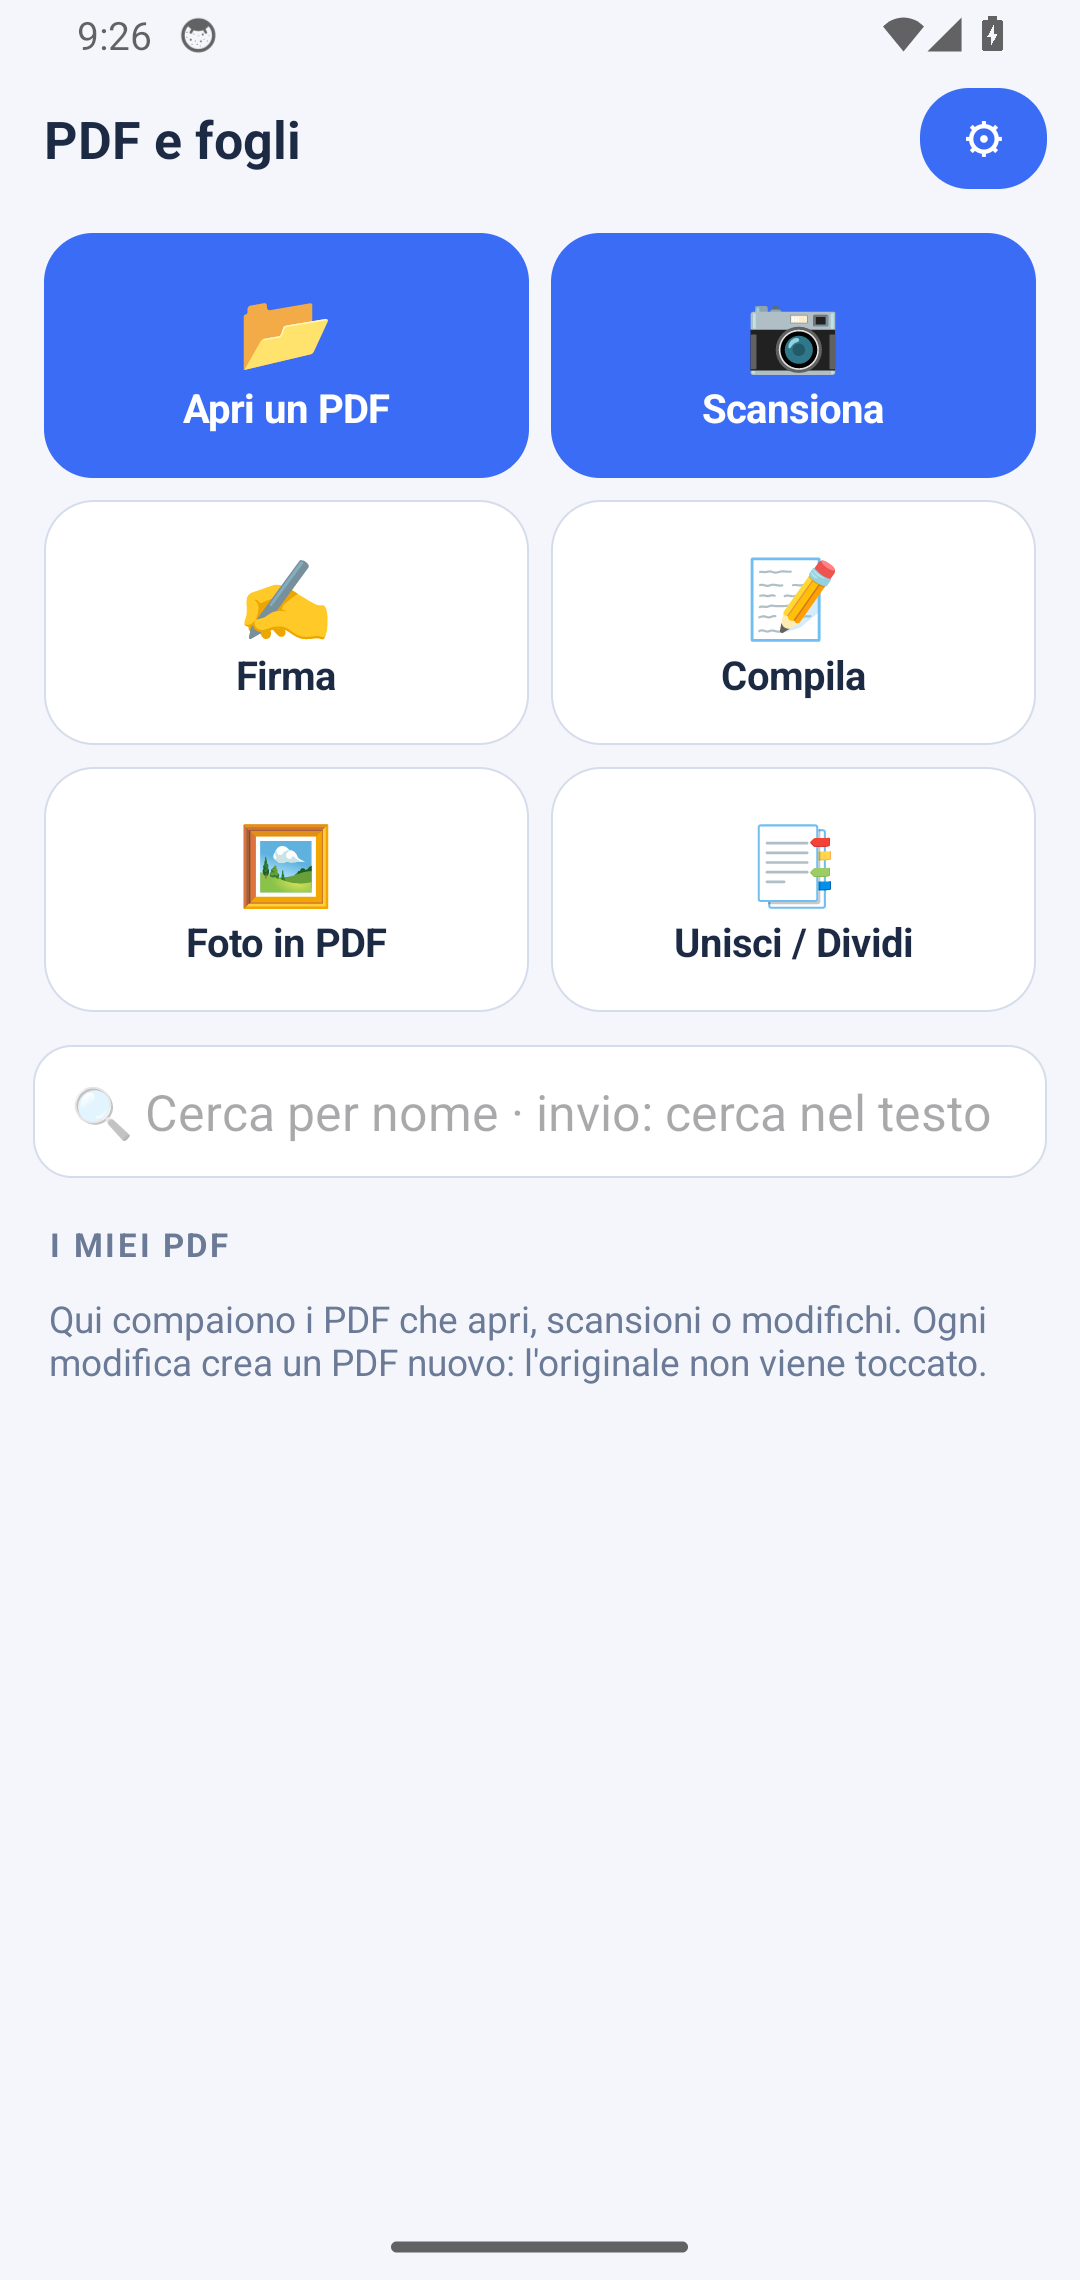 9:26
PDF e fogli
Apri un PDF
Scansiona
Firma
Compila
Foto in PDF
Unisci / Dividi
Cerca per nome · invio: cerca nel testo
I MIEI PDF
Qui compaiono i PDF che apri, scansioni o modifichi. Ogni
modifica crea un PDF nuovo: l'originale non viene toccato.